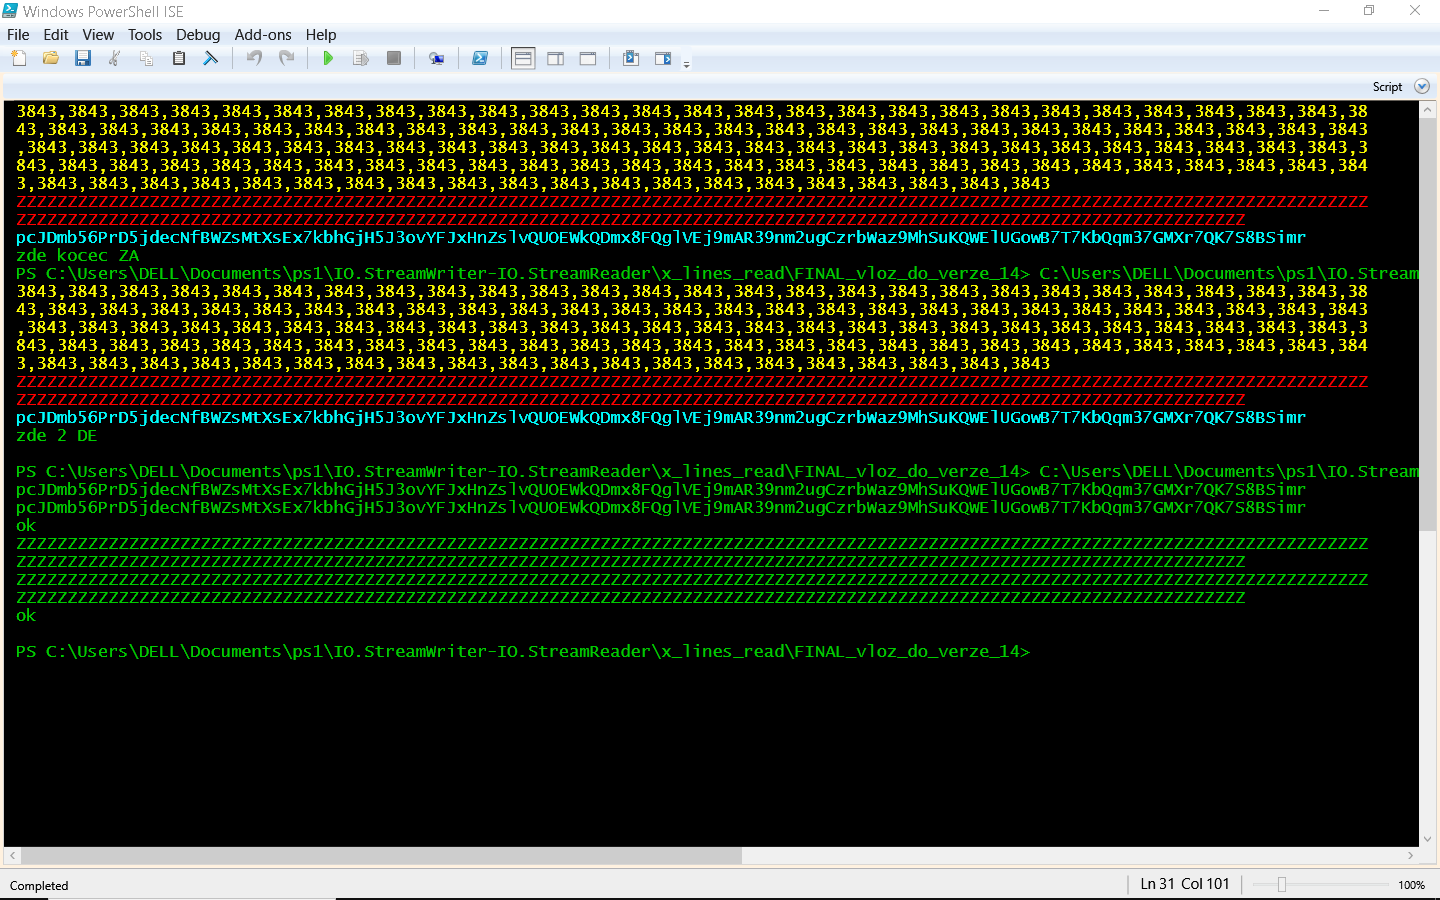 3843,3843,3843,3843,3843,3843,3843,3843,3843,3843,3843,3843,3843,3843,3843,3843,3843,3843,3843,3843,3843,3843,3843,3843,3843,3843,38
43,3843,3843,3843,3843,3843,3843,3843,3843,3843,3843,3843,3843,3843,3843,3843,3843,3843,3843,3843,3843,3843,3843,3843,3843,3843,3843
,3843,3843,3843,3843,3843,3843,3843,3843,3843,3843,3843,3843,3843,3843,3843,3843,3843,3843,3843,3843,3843,3843,3843,3843,3843,3843,3
843,3843,3843,3843,3843,3843,3843,3843,3843,3843,3843,3843,3843,3843,3843,3843,3843,3843,3843,3843,3843,3843,3843,3843,3843,3843,384
3,3843,3843,3843,3843,3843,3843,3843,3843,3843,3843,3843,3843,3843,3843,3843,3843,3843,3843,3843,3843
ZZZZZZZZZZZZZZZZZZZZZZZZZZZZZZZZZZZZZZZZZZZZZZZZZZZZZZZZZZZZZZZZZZZZZZZZZZZZZZZZZZZZZZZZZZZZZZZZZZZZZZZZZZZZZZZZZZZZZZZZZZZZZZZZZZZZ
ZZZZZZZZZZZZZZZZZZZZZZZZZZZZZZZZZZZZZZZZZZZZZZZZZZZZZZZZZZZZZZZZZZZZZZZZZZZZZZZZZZZZZZZZZZZZZZZZZZZZZZZZZZZZZZZZZZZZZZZZ
pcJDmb56PrD5jdecNfBWZsMtXsEx7kbhGjH5J3ovYFJxHnZslvQUOEWkQDmx8FQglVEj9mAR39nm2ugCzrbWaz9MhSuKQWElUGowB7T7KbQqm37GMXr7QK7S8BSimr
zde kocec ZA
PS C:\Users\DELL\Documents\ps1\IO.StreamWriter-IO.StreamReader\x_lines_read\FINAL_vloz_do_verze_14> C:\Users\DELL\Documents\ps1\IO.Stream
3843,3843,3843,3843,3843,3843,3843,3843,3843,3843,3843,3843,3843,3843,3843,3843,3843,3843,3843,3843,3843,3843,3843,3843,3843,3843,38
43,3843,3843,3843,3843,3843,3843,3843,3843,3843,3843,3843,3843,3843,3843,3843,3843,3843,3843,3843,3843,3843,3843,3843,3843,3843,3843
,3843,3843,3843,3843,3843,3843,3843,3843,3843,3843,3843,3843,3843,3843,3843,3843,3843,3843,3843,3843,3843,3843,3843,3843,3843,3843,3
843,3843,3843,3843,3843,3843,3843,3843,3843,3843,3843,3843,3843,3843,3843,3843,3843,3843,3843,3843,3843,3843,3843,3843,3843,3843,384
3,3843,3843,3843,3843,3843,3843,3843,3843,3843,3843,3843,3843,3843,3843,3843,3843,3843,3843,3843,3843
ZZZZZZZZZZZZZZZZZZZZZZZZZZZZZZZZZZZZZZZZZZZZZZZZZZZZZZZZZZZZZZZZZZZZZZZZZZZZZZZZZZZZZZZZZZZZZZZZZZZZZZZZZZZZZZZZZZZZZZZZZZZZZZZZZZZZ
ZZZZZZZZZZZZZZZZZZZZZZZZZZZZZZZZZZZZZZZZZZZZZZZZZZZZZZZZZZZZZZZZZZZZZZZZZZZZZZZZZZZZZZZZZZZZZZZZZZZZZZZZZZZZZZZZZZZZZZZZ
pcJDmb56PrD5jdecNfBWZsMtXsEx7kbhGjH5J3ovYFJxHnZslvQUOEWkQDmx8FQglVEj9mAR39nm2ugCzrbWaz9MhSuKQWElUGowB7T7KbQqm37GMXr7QK7S8BSimr
zde 2 DE
PS C:\Users\DELL\Documents\ps1\IO.StreamWriter-IO.StreamReader\x_lines_read\FINAL_vloz_do_verze_14> C:\Users\DELL\Documents\ps1\IO.Stream
pcJDmb56PrD5jdecNfBWZsMtXsEx7kbhGjH5J3ovYFJxHnZslvQUOEWkQDmx8FQglVEj9mAR39nm2ugCzrbWaz9MhSuKQWElUGowB7T7KbQqm37GMXr7QK7S8BSimr
pcJDmb56PrD5jdecNfBWZsMtXsEx7kbhGjH5J3ovYFJxHnZslvQUOEWkQDmx8FQglVEj9mAR39nm2ugCzrbWaz9MhSuKQWElUGowB7T7KbQqm37GMXr7QK7S8BSimr
ok
ZZZZZZZZZZZZZZZZZZZZZZZZZZZZZZZZZZZZZZZZZZZZZZZZZZZZZZZZZZZZZZZZZZZZZZZZZZZZZZZZZZZZZZZZZZZZZZZZZZZZZZZZZZZZZZZZZZZZZZZZZZZZZZZZZZZZ
ZZZZZZZZZZZZZZZZZZZZZZZZZZZZZZZZZZZZZZZZZZZZZZZZZZZZZZZZZZZZZZZZZZZZZZZZZZZZZZZZZZZZZZZZZZZZZZZZZZZZZZZZZZZZZZZZZZZZZZZZ
ZZZZZZZZZZZZZZZZZZZZZZZZZZZZZZZZZZZZZZZZZZZZZZZZZZZZZZZZZZZZZZZZZZZZZZZZZZZZZZZZZZZZZZZZZZZZZZZZZZZZZZZZZZZZZZZZZZZZZZZZZZZZZZZZZZZZ
ZZZZZZZZZZZZZZZZZZZZZZZZZZZZZZZZZZZZZZZZZZZZZZZZZZZZZZZZZZZZZZZZZZZZZZZZZZZZZZZZZZZZZZZZZZZZZZZZZZZZZZZZZZZZZZZZZZZZZZZZ
ok
PS C:\Users\DELL\Documents\ps1\IO.StreamWriter-IO.StreamReader\x_lines_read\FINAL_vloz_do_verze_14>
Windows PowerShell ISE
File Edit View Tools Debug Add-ons Help
Script
Completed
Ln 31 Col 101
100%